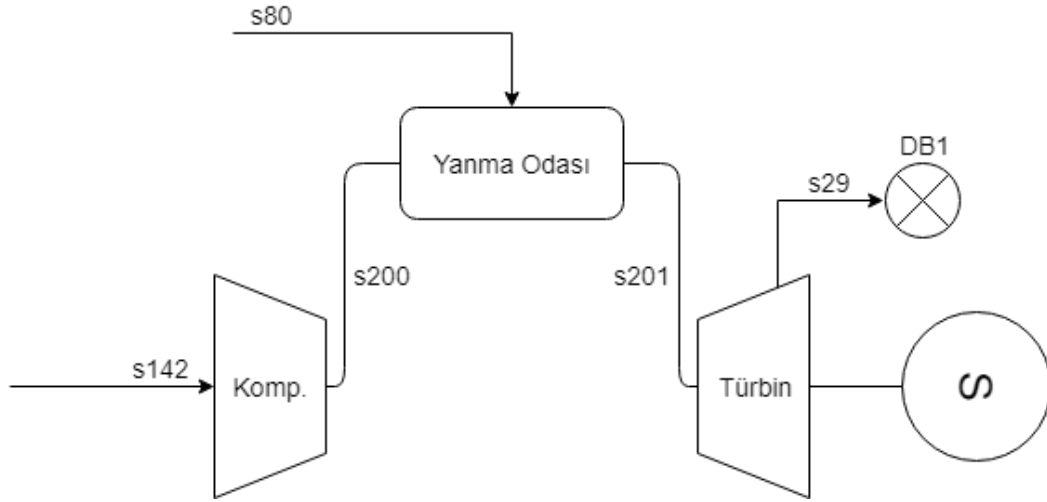 s80
Yanma Odası
DB1
s29
s200
s201
s142
Komp.
Türbin
S